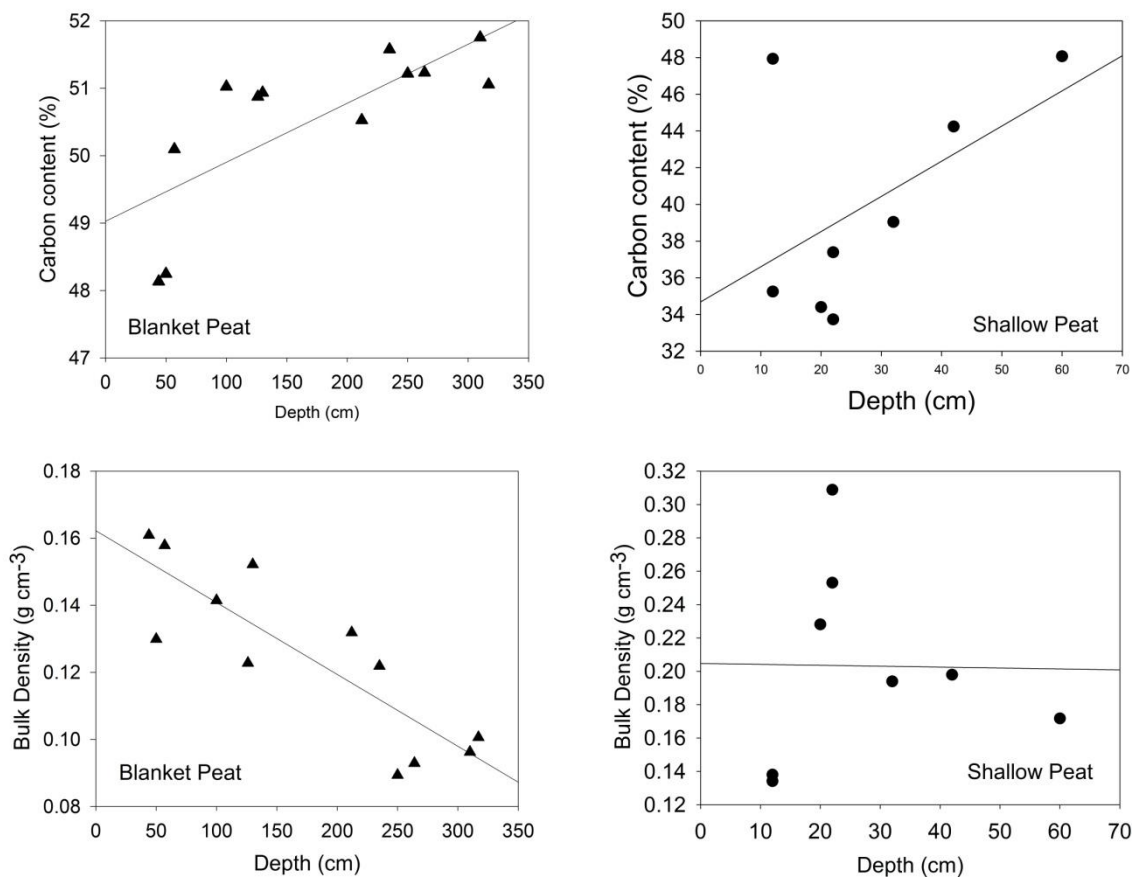 52
51
50
49
48
47
Carbon content (%)
Blanket Peat
0 50 100 150 200 250 300 350
Depth (cm)
50
48
46
44
42
40
38
36
34
32
Carbon content (%)
Shallow Peat
0 10 20 30 40 50 60 70
Depth (cm)
0.18
0.16
0.14
0.12
0.10
0.08
Bulk Density (g cm-3)
Blanket Peat
0 50 100 150 200 250 300 350
Depth (cm)
0.32
0.30
0.28
0.26
0.24
0.22
0.20
0.18
0.16
0.14
0.12
Bulk Density (g cm-3)
Shallow Peat
0 10 20 30 40 50 60 70
Depth (cm)